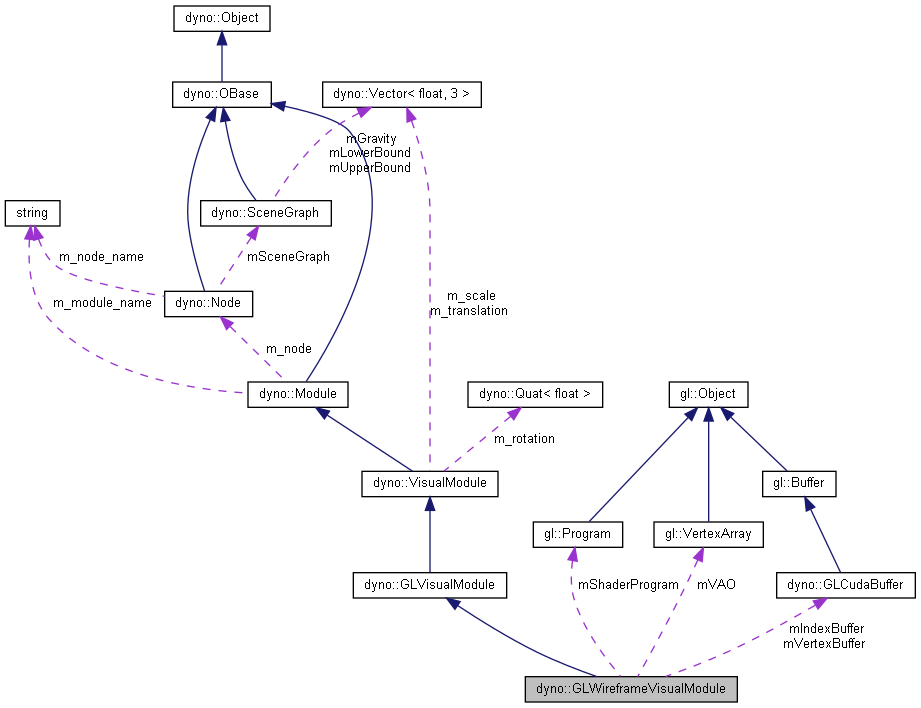 dyno::Object
dyno::OBase
dyno::Vector< float, 3 >
mGravity
mLowerBound
mUpperBound
string
dyno::SceneGraph
m_node_name
mSceneGraph
dyno::Node
m_module_name
m_scale
m_translation
m_node
dyno::Module
dyno::Quat< float >
gl::Object
m_rotation
dyno::VisualModule
gl::Buffer
gl::Program
gl::VertexArray
dyno::GLVisualModule
mShaderProgram
mVAO
dyno::GLCudaBuffer
mIndexBuffer
mVertexBuffer
dyno::GLWireframeVisualModule